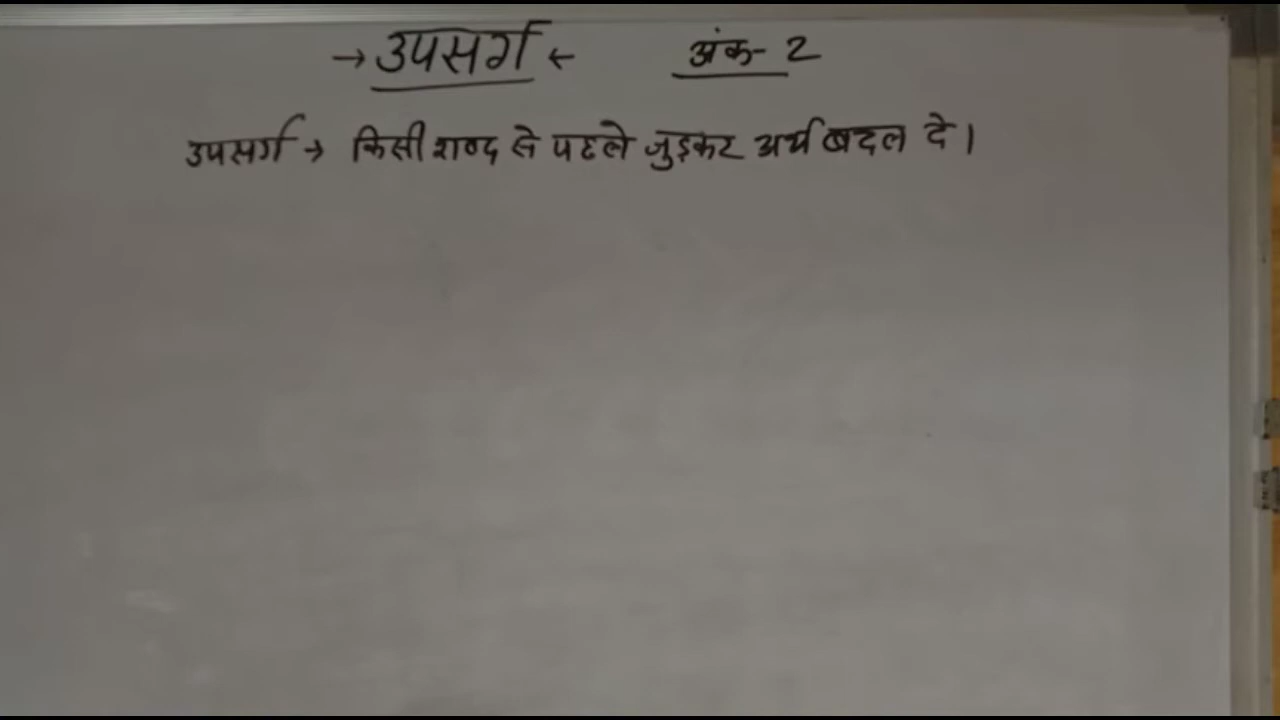 → उपसर्ग ← अंक- 2
उपसर्ग → किसी शब्द से पहले जुड़कर अर्थ बदल दे।